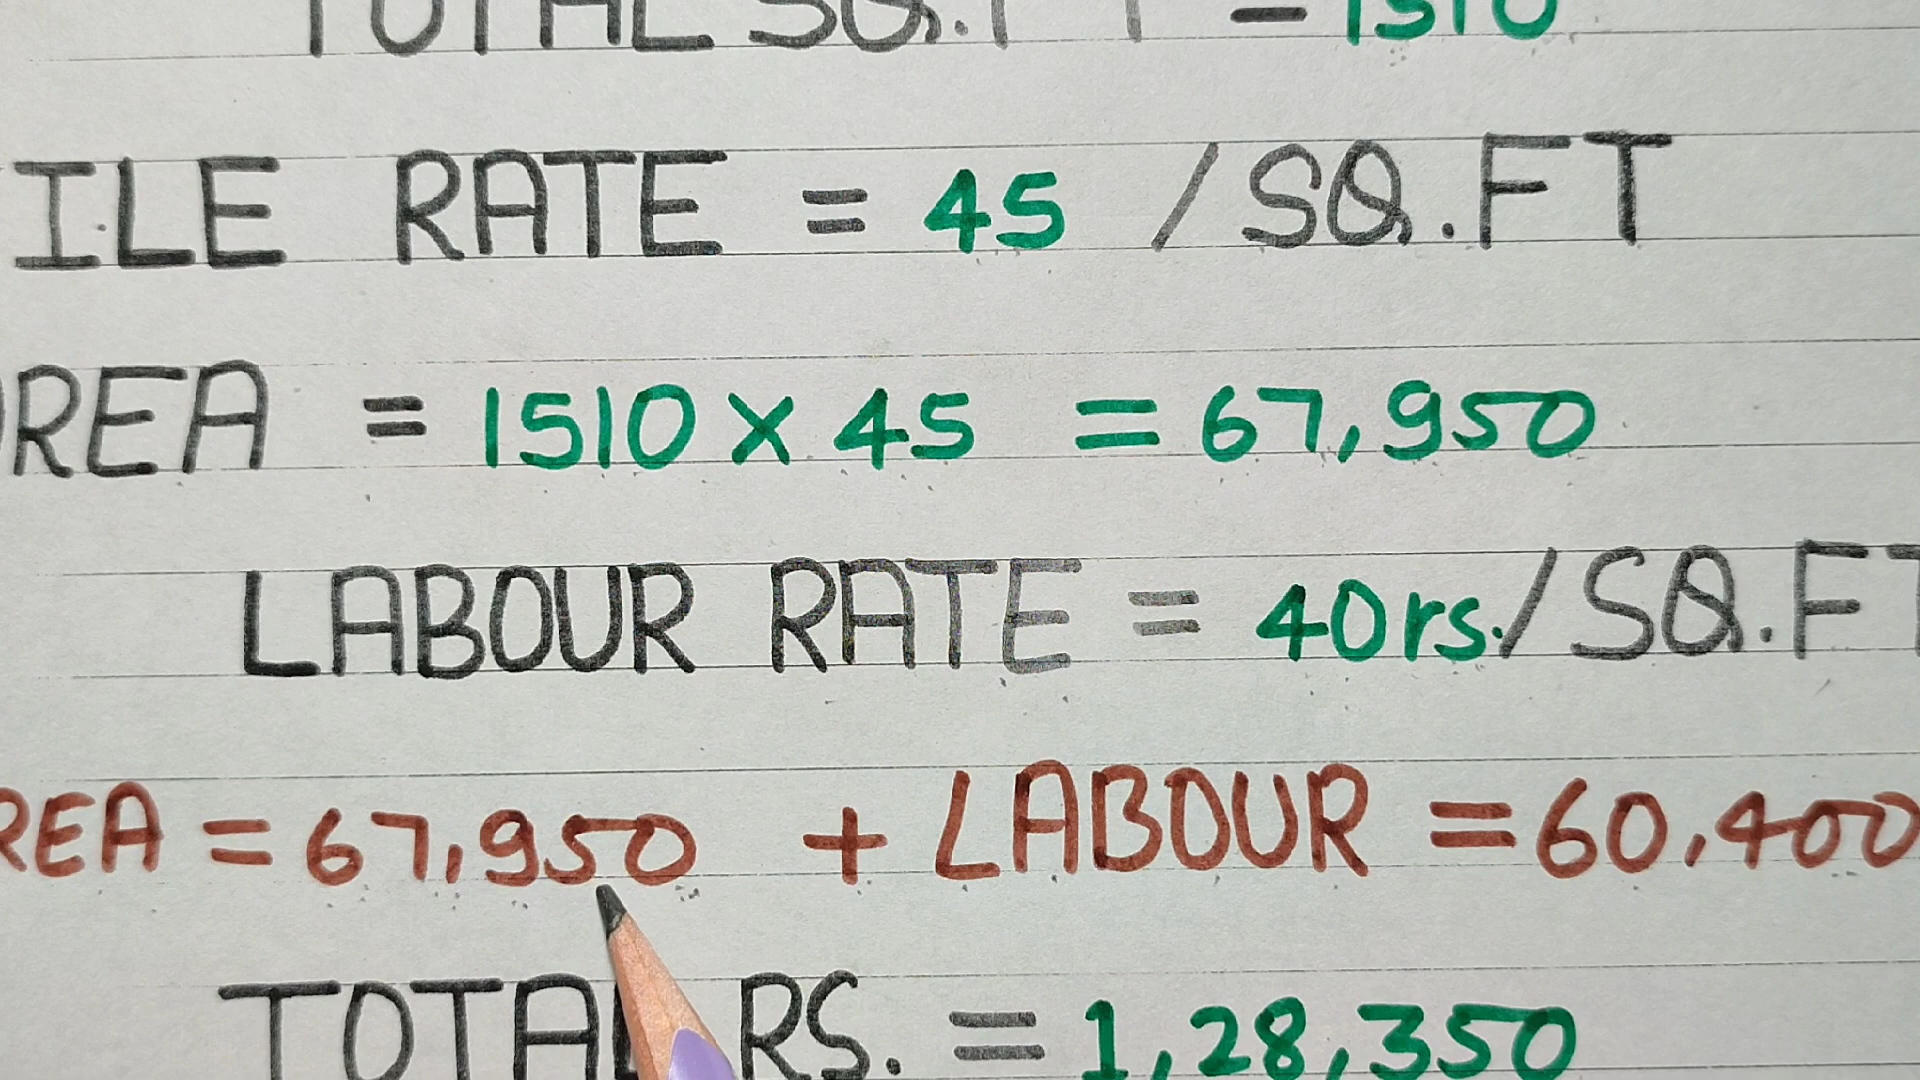 TOTAL SQ.FT = 1510
ILE RATE = 45 /SQ.FT
REA = 1510 x 45 = 67,950
LABOUR RATE = 40rs./SQ.FT
REA = 67,950 + LABOUR = 60,400
TOTAL RS. = 1,28,350